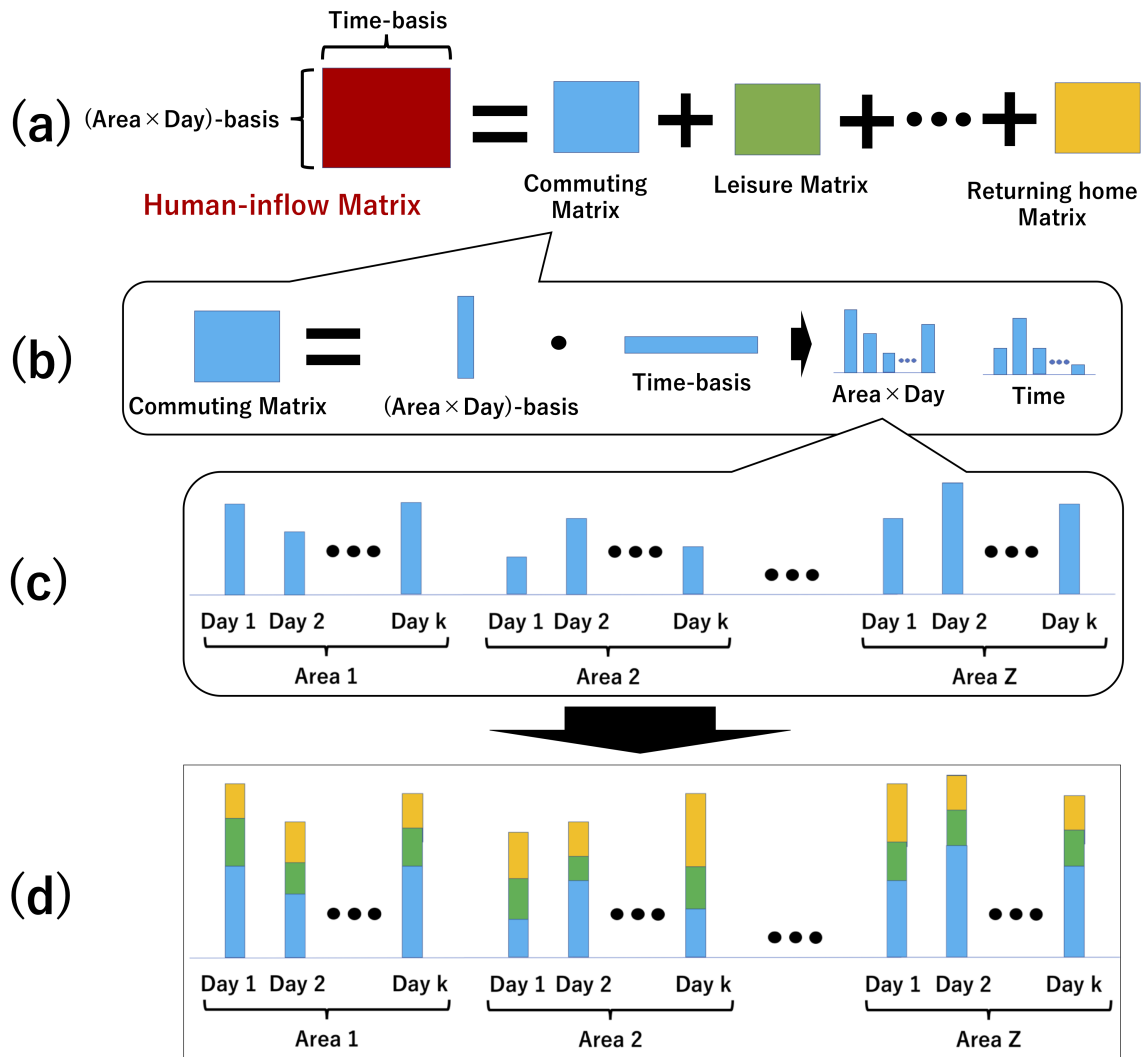 Time-basis
(a)
(Area×Day)-basis
Human-inflow Matrix
Commuting
Matrix
Leisure Matrix
Returning home
Matrix
(b)
Commuting Matrix
(Area×Day)-basis
Time-basis
Area×Day
Time
(c)
Day 1 Day 2 Day k Day 1 Day 2 Day k Day 1 Day 2 Day k
Area 1 Area 2 Area Z
(d)
Day 1 Day 2 Day k Day 1 Day 2 Day k Day 1 Day 2 Day k
Area 1 Area 2 Area Z